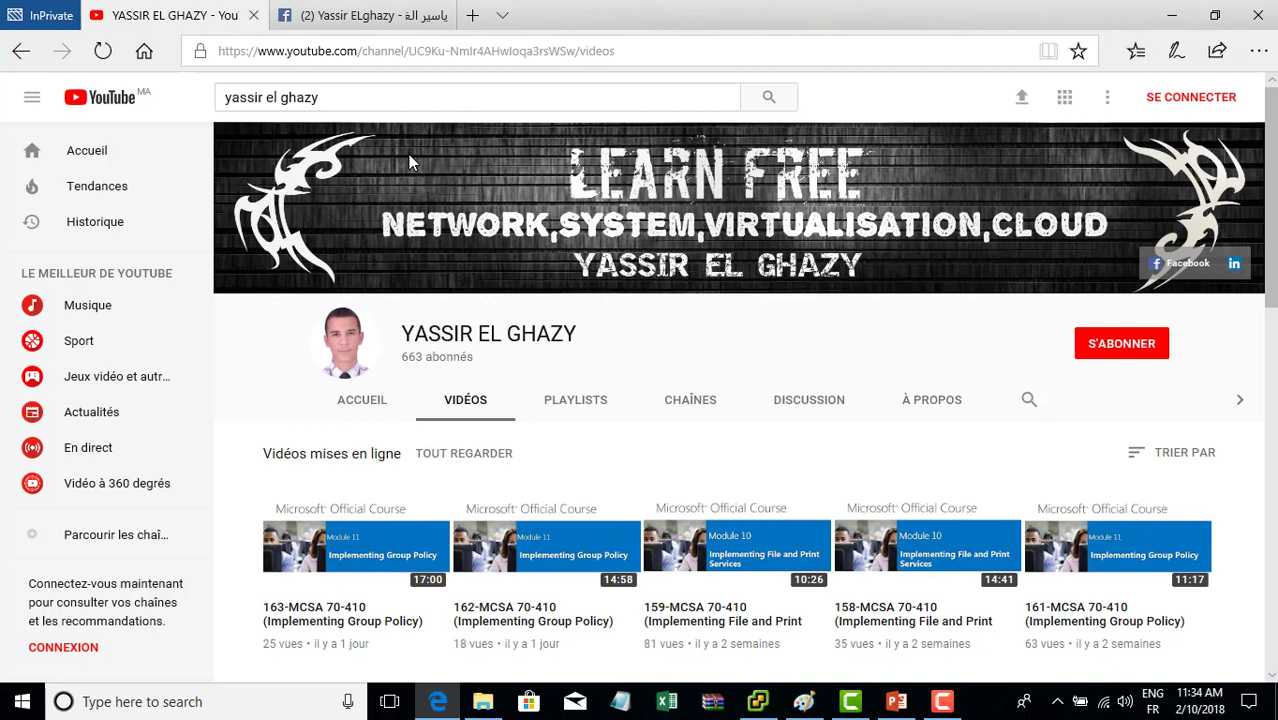 InPrivate
YASSIR EL GHAZY - You
(2) Yassir ELghazy - ياسير الغ
https://www.youtube.com/channel/UC9Ku-NmIr4AHwIoqa3rsWSw/videos
YouTube MA
yassir el ghazy
SE CONNECTER
Accueil
Tendances
Historique
LE MEILLEUR DE YOUTUBE
Musique
Sport
Jeux vidéo et autr...
Actualités
En direct
Vidéo à 360 degrés
Parcourir les chaî...
Connectez-vous maintenant
pour consulter vos chaînes
et les recommandations.
CONNEXION
LEARN FREE
NETWORK,SYSTEM,VIRTUALISATION,CLOUD
YASSIR EL GHAZY
Facebook
in
YASSIR EL GHAZY
663 abonnés
S'ABONNER
ACCUEIL
VIDÉOS
PLAYLISTS
CHAÎNES
DISCUSSION
À PROPOS
Vidéos mises en ligne
TOUT REGARDER
TRIER PAR
Microsoft Official Course
Module 11
Implementing Group Policy
17:00
163-MCSA 70-410
(Implementing Group Policy)
25 vues • il y a 1 jour
Microsoft Official Course
Module 11
Implementing Group Policy
14:58
162-MCSA 70-410
(Implementing Group Policy)
18 vues • il y a 1 jour
Microsoft Official Course
Module 10
Implementing File and Print
Services
10:26
159-MCSA 70-410
(Implementing File and Print
81 vues • il y a 2 semaines
Microsoft Official Course
Module 10
Implementing File and Print
Services
14:41
158-MCSA 70-410
(Implementing File and Print
35 vues • il y a 2 semaines
Microsoft Official Course
Module 11
Implementing Group Policy
11:17
161-MCSA 70-410
(Implementing Group Policy)
63 vues • il y a 2 semaines
Type here to search
ENG
FR
11:34 AM
2/10/2018